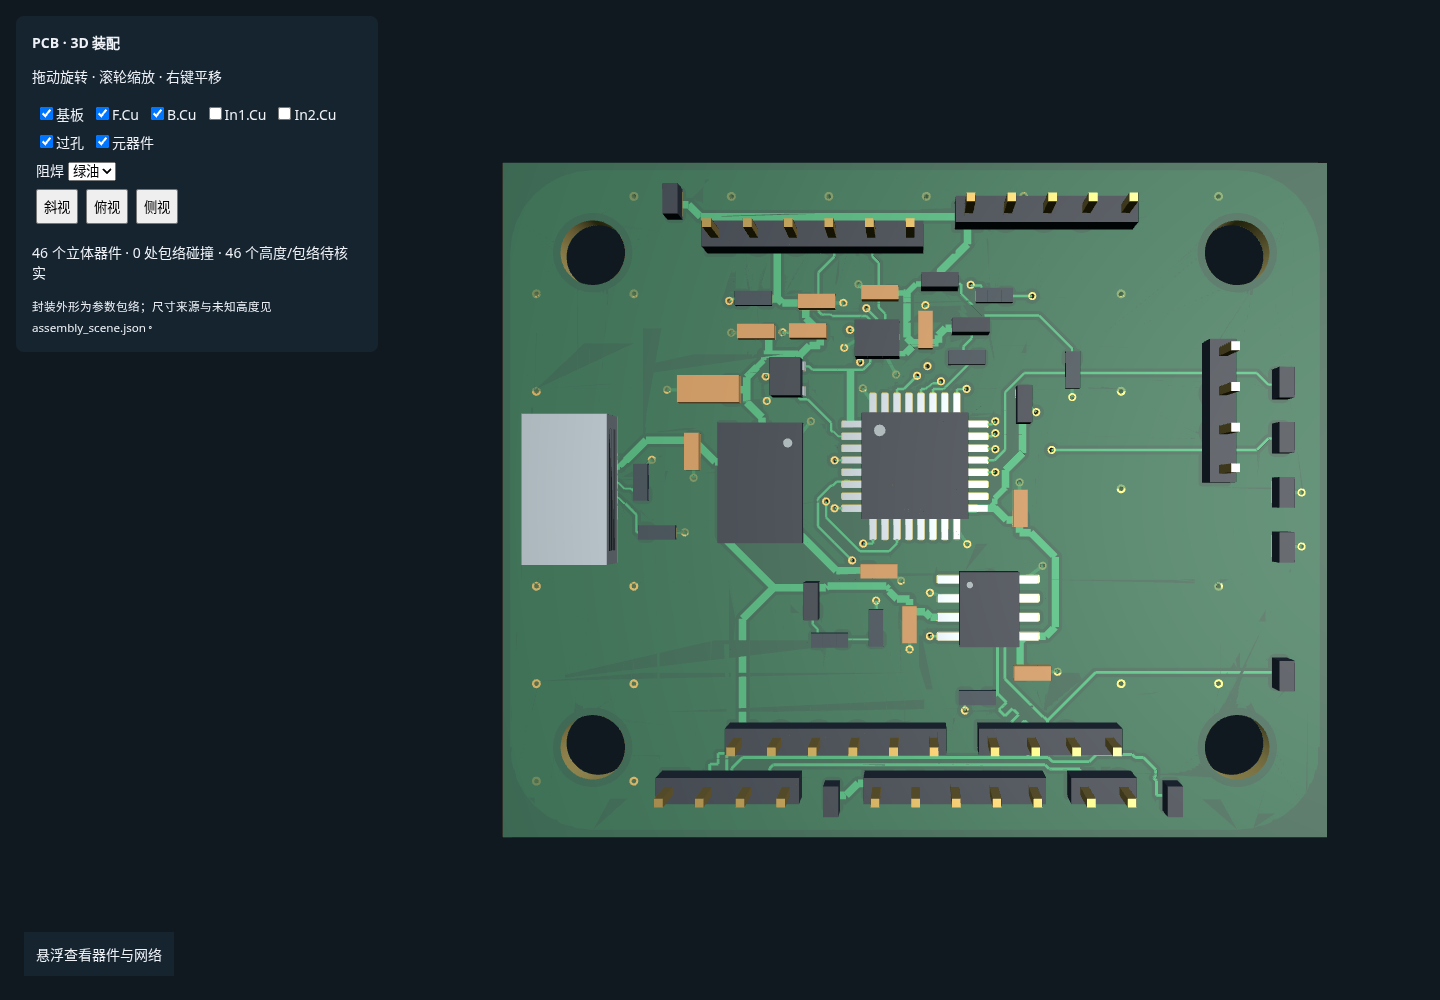 PCB · 3D 装配
拖动旋转 · 滚轮缩放 · 右键平移
基板 F.Cu B.Cu In1.Cu In2.Cu
过孔 元器件
阻焊 绿油
斜视 俯视 侧视
46 个立体器件 · 0 处包络碰撞 · 46 个高度/包络待核
实
封装外形为参数包络；尺寸来源与未知高度见
assembly_scene.json。
悬浮查看器件与网络